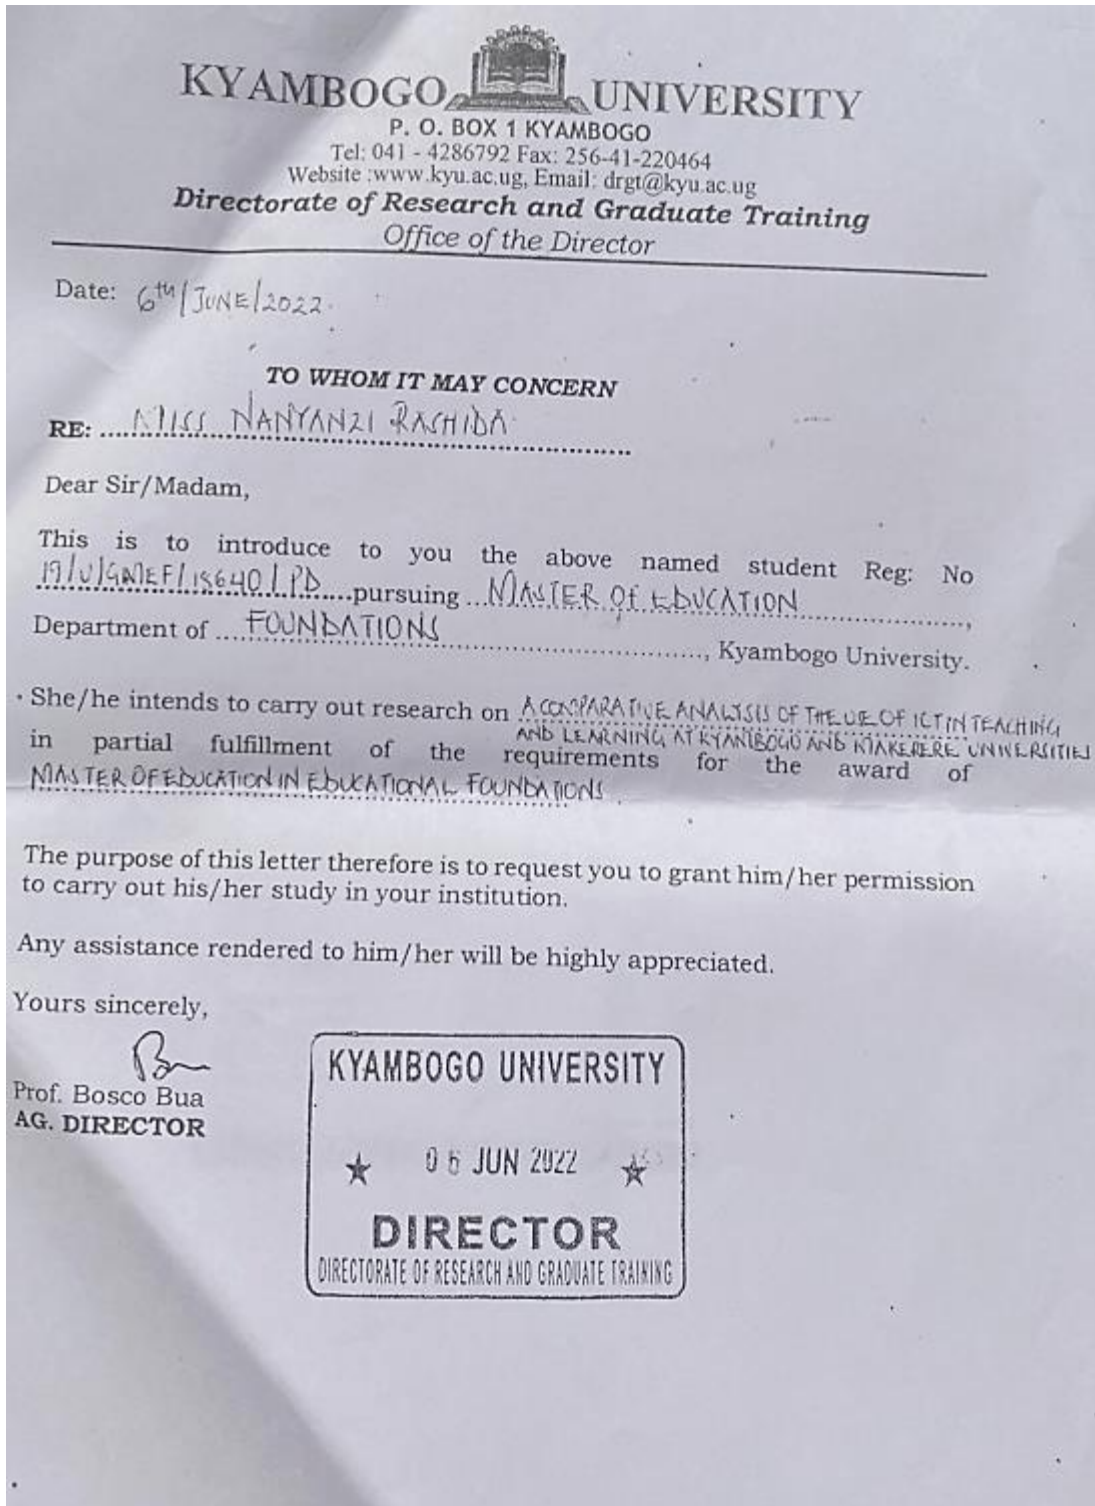 KYAMBOGO UNIVERSITY
P. O. BOX 1 KYAMBOGO
Tel: 041 - 4286792 Fax: 256-41-220464
Website :www.kyu.ac.ug, Email: drgt@kyu.ac.ug
Directorate of Research and Graduate Training
Office of the Director
Date: 6th/JUNE/2022.
TO WHOM IT MAY CONCERN
RE: MISS NANYANZI RASHIDA
Dear Sir/Madam,
This is to introduce to you the above named student Reg: No
19/U/GMEF/18640/PD pursuing MASTER OF EDUCATION,
Department of FOUNDATIONS, Kyambogo University.
She/he intends to carry out research on A COMPARATIVE ANALYSIS OF THE USE OF ICT IN TEACHING
AND LEARNING AT KYAMBOGO AND MAKERERE UNIVERSITIES
in partial fulfillment of the requirements for the award of
MASTER OF EDUCATION IN EDUCATIONAL FOUNDATIONS.
The purpose of this letter therefore is to request you to grant him/her permission
to carry out his/her study in your institution.
Any assistance rendered to him/her will be highly appreciated.
Yours sincerely,
Prof. Bosco Bua
AG. DIRECTOR
KYAMBOGO UNIVERSITY
★ 06 JUN 2022 ★
DIRECTOR
DIRECTORATE OF RESEARCH AND GRADUATE TRAINING